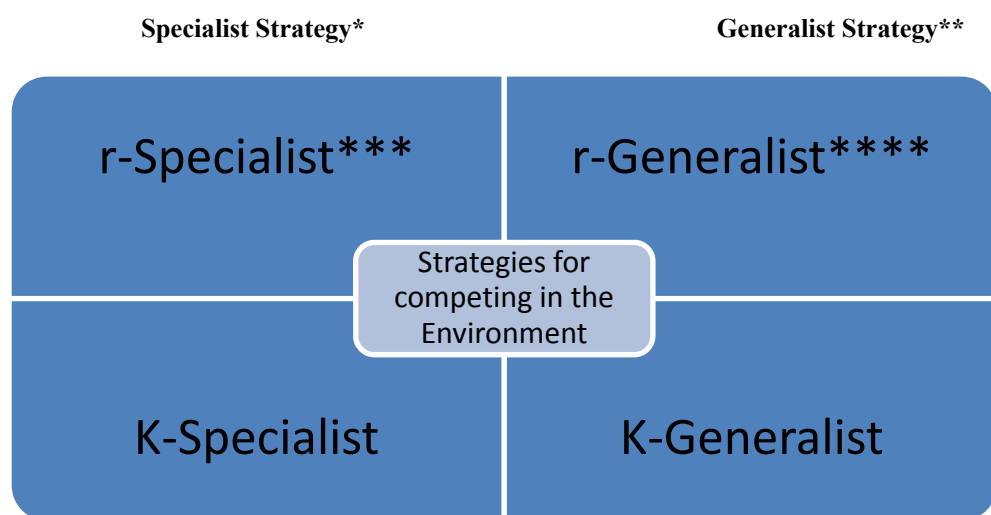 Specialist Strategy*
Generalist Strategy**
r-Specialist***
r-Generalist****
Strategies for
competing in the
Environment
K-Specialist
K-Generalist